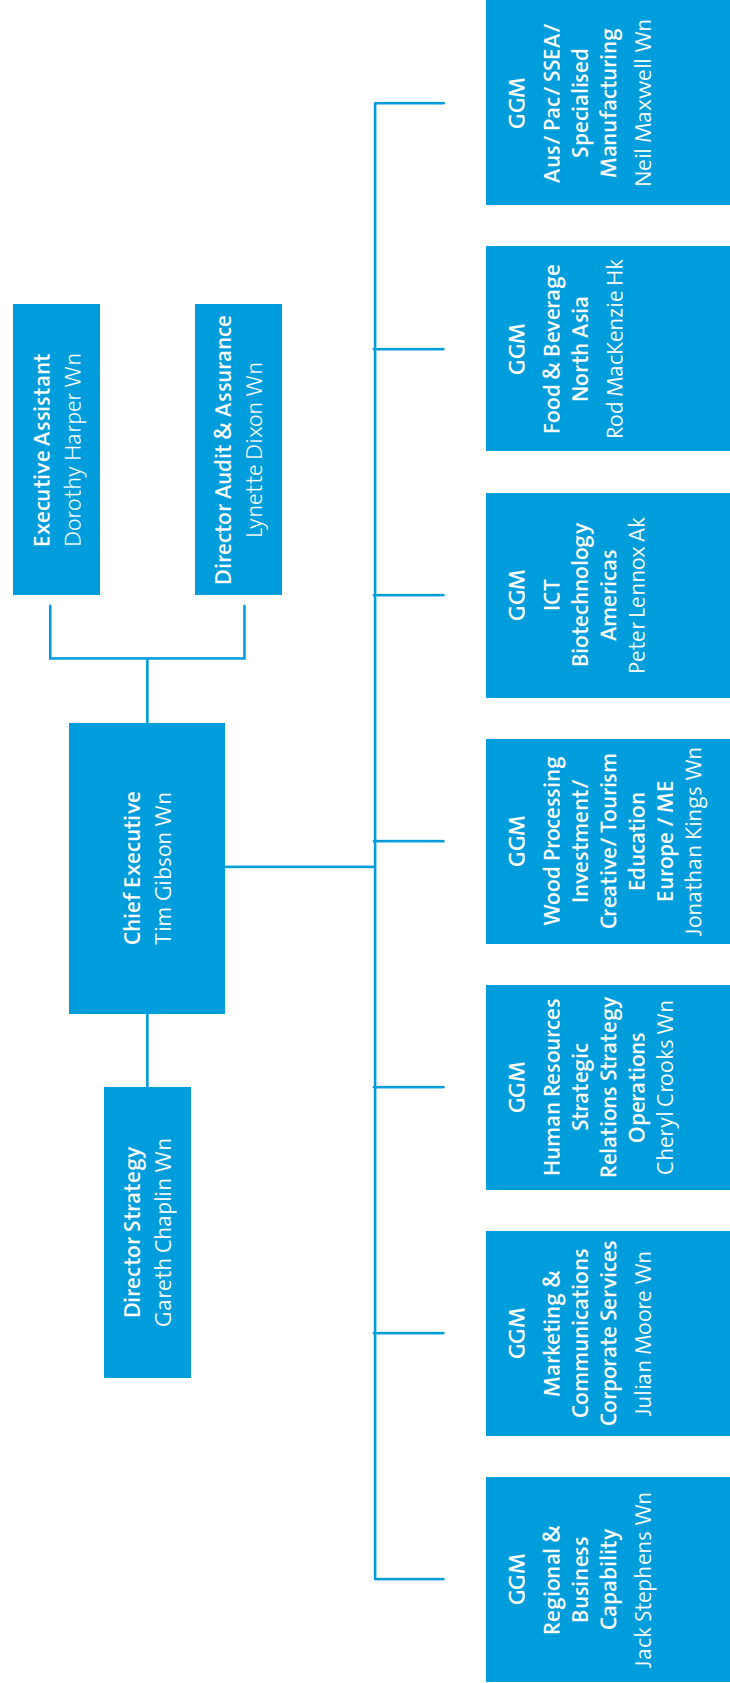 Executive Assistant
Dorothy Harper Wn
Director Audit & Assurance
Lynette Dixon Wn
Chief Executive
Tim Gibson Wn
Director Strategy
Gareth Chaplin Wn
GGM
Regional &
Business
Capability
Jack Stephens Wn
GGM
Marketing &
Communications
Corporate Services
Julian Moore Wn
GGM
Human Resources
Strategic
Relations Strategy
Operations
Cheryl Crooks Wn
GGM
Wood Processing
Investment/
Creative/ Tourism
Education
Europe / ME
Jonathan Kings Wn
GGM
ICT
Biotechnology
Americas
Peter Lennox Ak
GGM
Food & Beverage
North Asia
Rod MacKenzie Hk
GGM
Aus/ Pac/ SSEA/
Specialised
Manufacturing
Neil Maxwell Wn